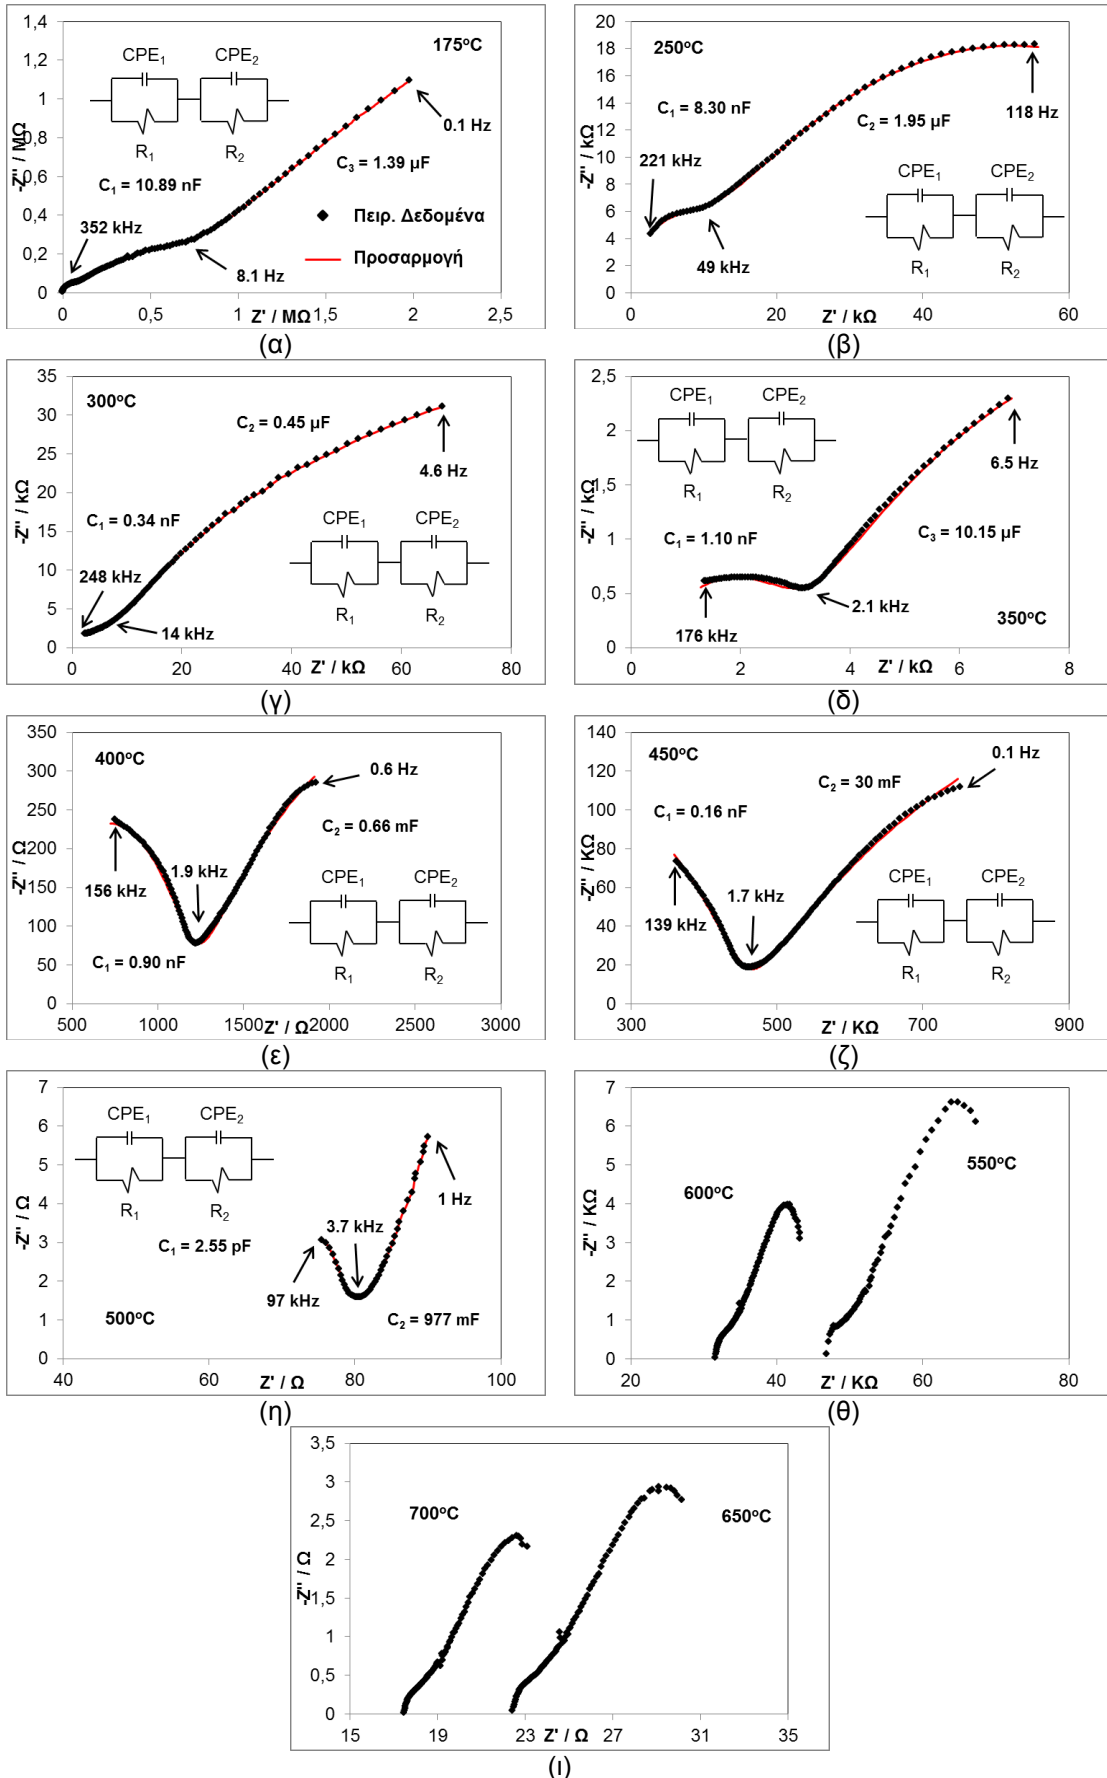 1,4
1,2
1
0,8
0,6
0,4
0,2
0
0
0,5
1
1,5
2
2,5
-Z'' / MΩ
Z' / MΩ
175°C
CPE1
CPE2
R1
R2
0.1 Hz
C3 = 1.39 μF
C1 = 10.89 nF
Πειρ. Δεδομένα
Προσαρμογή
352 kHz
8.1 Hz
(α)
20
18
16
14
12
10
8
6
4
2
0
0
20
40
60
-Z'' / kΩ
Z' / kΩ
250°C
C1 = 8.30 nF
C2 = 1.95 μF
118 Hz
221 kHz
49 kHz
CPE1
CPE2
R1
R2
(β)
35
30
25
20
15
10
5
0
0
20
40
60
80
-Z'' / kΩ
Z' / kΩ
300°C
C2 = 0.45 μF
4.6 Hz
C1 = 0.34 nF
CPE1
CPE2
R1
R2
248 kHz
14 kHz
(γ)
2,5
2
1,5
1
0,5
0
0
2
4
6
8
-Z'' / kΩ
Z' / kΩ
CPE1
CPE2
R1
R2
6.5 Hz
C1 = 1.10 nF
C3 = 10.15 μF
2.1 kHz
176 kHz
350°C
(δ)
350
300
250
200
150
100
50
0
500
1000
1500
2000
2500
3000
-Z'' / Ω
Z' / Ω
400°C
0.6 Hz
C2 = 0.66 mF
1.9 kHz
156 kHz
CPE1
CPE2
R1
R2
C1 = 0.90 nF
(ε)
140
120
100
80
60
40
20
0
300
500
700
900
-Z'' / KΩ
Z' / KΩ
450°C
0.1 Hz
C2 = 30 mF
C1 = 0.16 nF
1.7 kHz
139 kHz
CPE1
CPE2
R1
R2
(ζ)
7
6
5
4
3
2
1
0
40
60
80
100
-Z'' / Ω
Z' / Ω
CPE1
CPE2
R1
R2
1 Hz
3.7 kHz
C1 = 2.55 pF
97 kHz
500°C
C2 = 977 mF
(η)
7
6
5
4
3
2
1
0
20
40
60
80
-Z'' / KΩ
Z' / KΩ
550°C
600°C
(θ)
3,5
3
2,5
2
1,5
1
0,5
0
15
19
23
27
31
35
-Z'' / Ω
Z' / Ω
700°C
650°C
(ι)